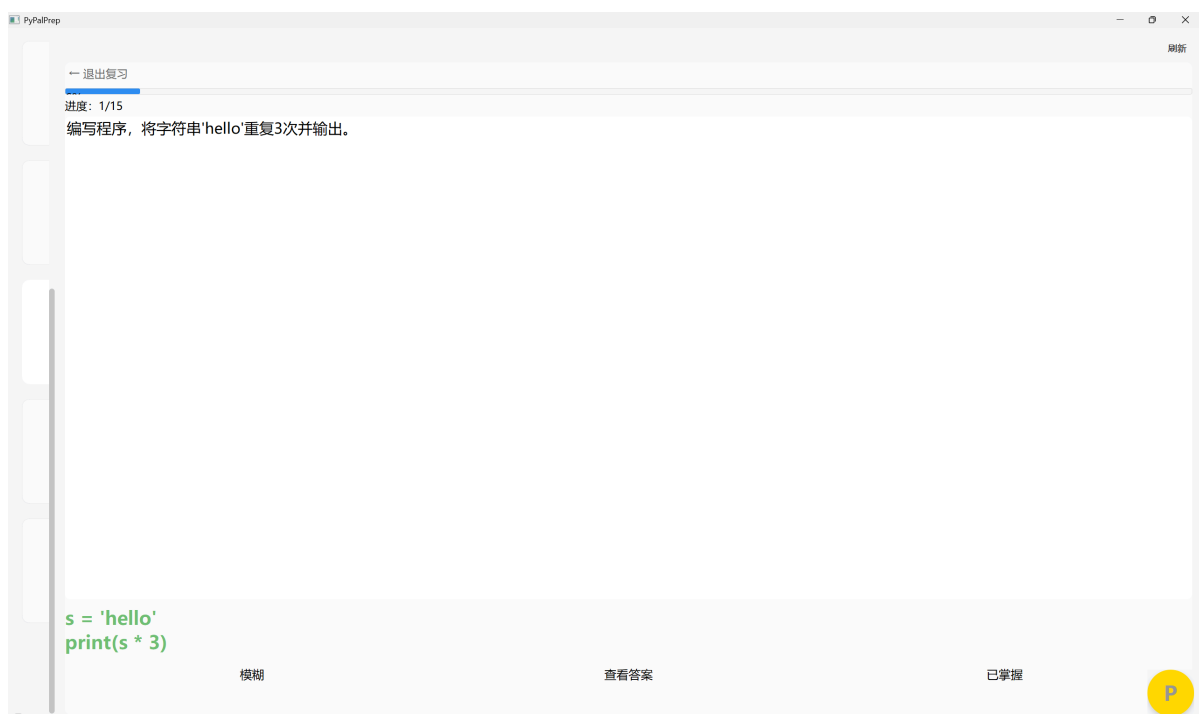 PyPalPrep
刷新
← 退出复习
进度：1/15
编写程序，将字符串'hello'重复3次并输出。
s = 'hello'
print(s * 3)
模糊
查看答案
已掌握
P